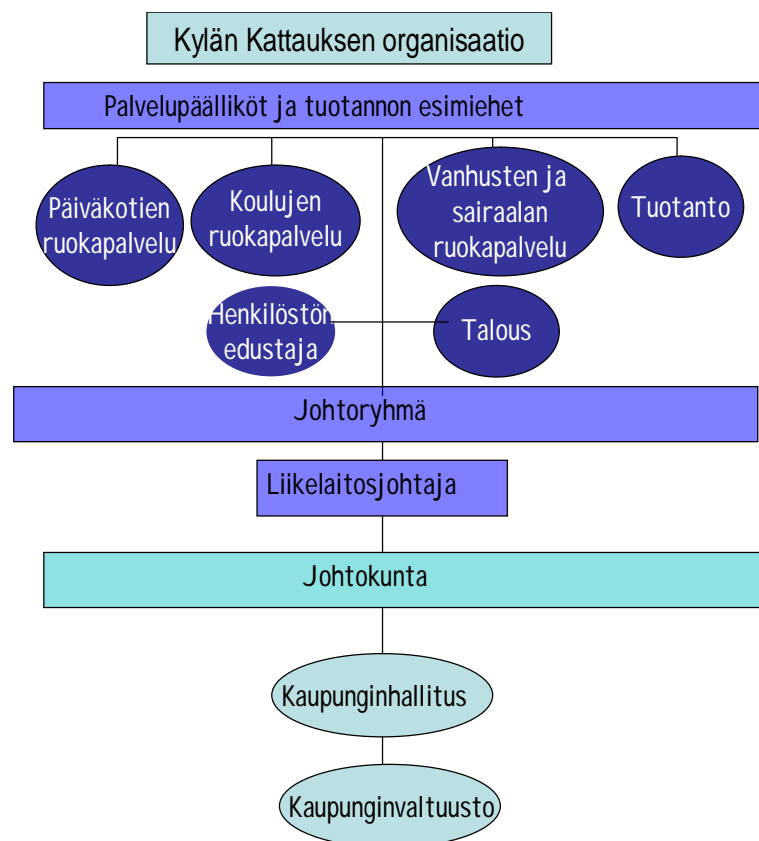 Kylän Kattauksen organisaatio
Palvelupäälliköt ja tuotannon esimiehet
Päiväkotien
ruokapalvelu
Koulujen
ruokapalvelu
Vanhusten ja
sairaalan
ruokapalvelu
Tuotanto
Henkilöstön
edustaja
Talous
Johtoryhmä
Liikelaitosjohtaja
Johtokunta
Kaupunginhallitus
Kaupunginvaltuusto